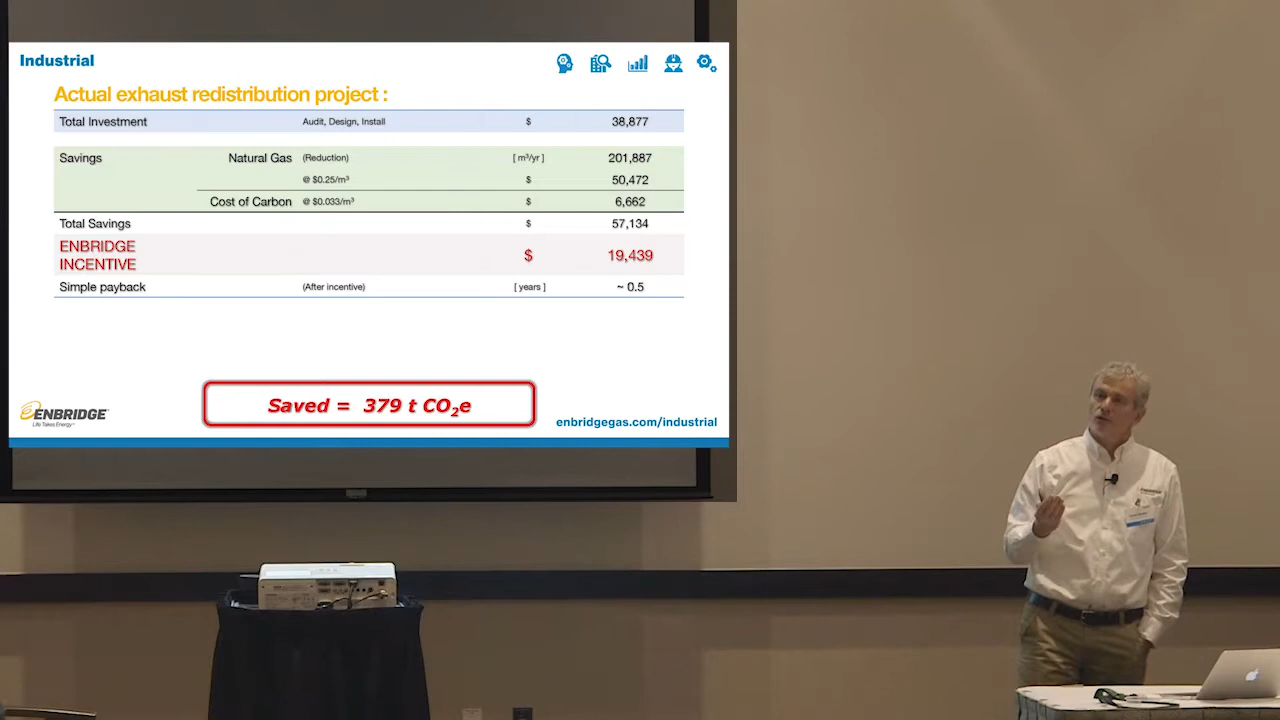 Industrial
Actual exhaust redistribution project :
Total Investment Audit, Design, Install $ 38,877
Savings Natural Gas (Reduction) [ m³/yr ] 201,887
@ $0.25/m³ $ 50,472
Cost of Carbon @ $0.033/m³ $ 6,662
Total Savings $ 57,134
ENBRIDGE
INCENTIVE $ 19,439
Simple payback (After incentive) [ years ] ~ 0.5
Saved = 379 t CO₂e
ENBRIDGE
Life Takes Energy™
enbridgegas.com/industrial
ENBRIDGE